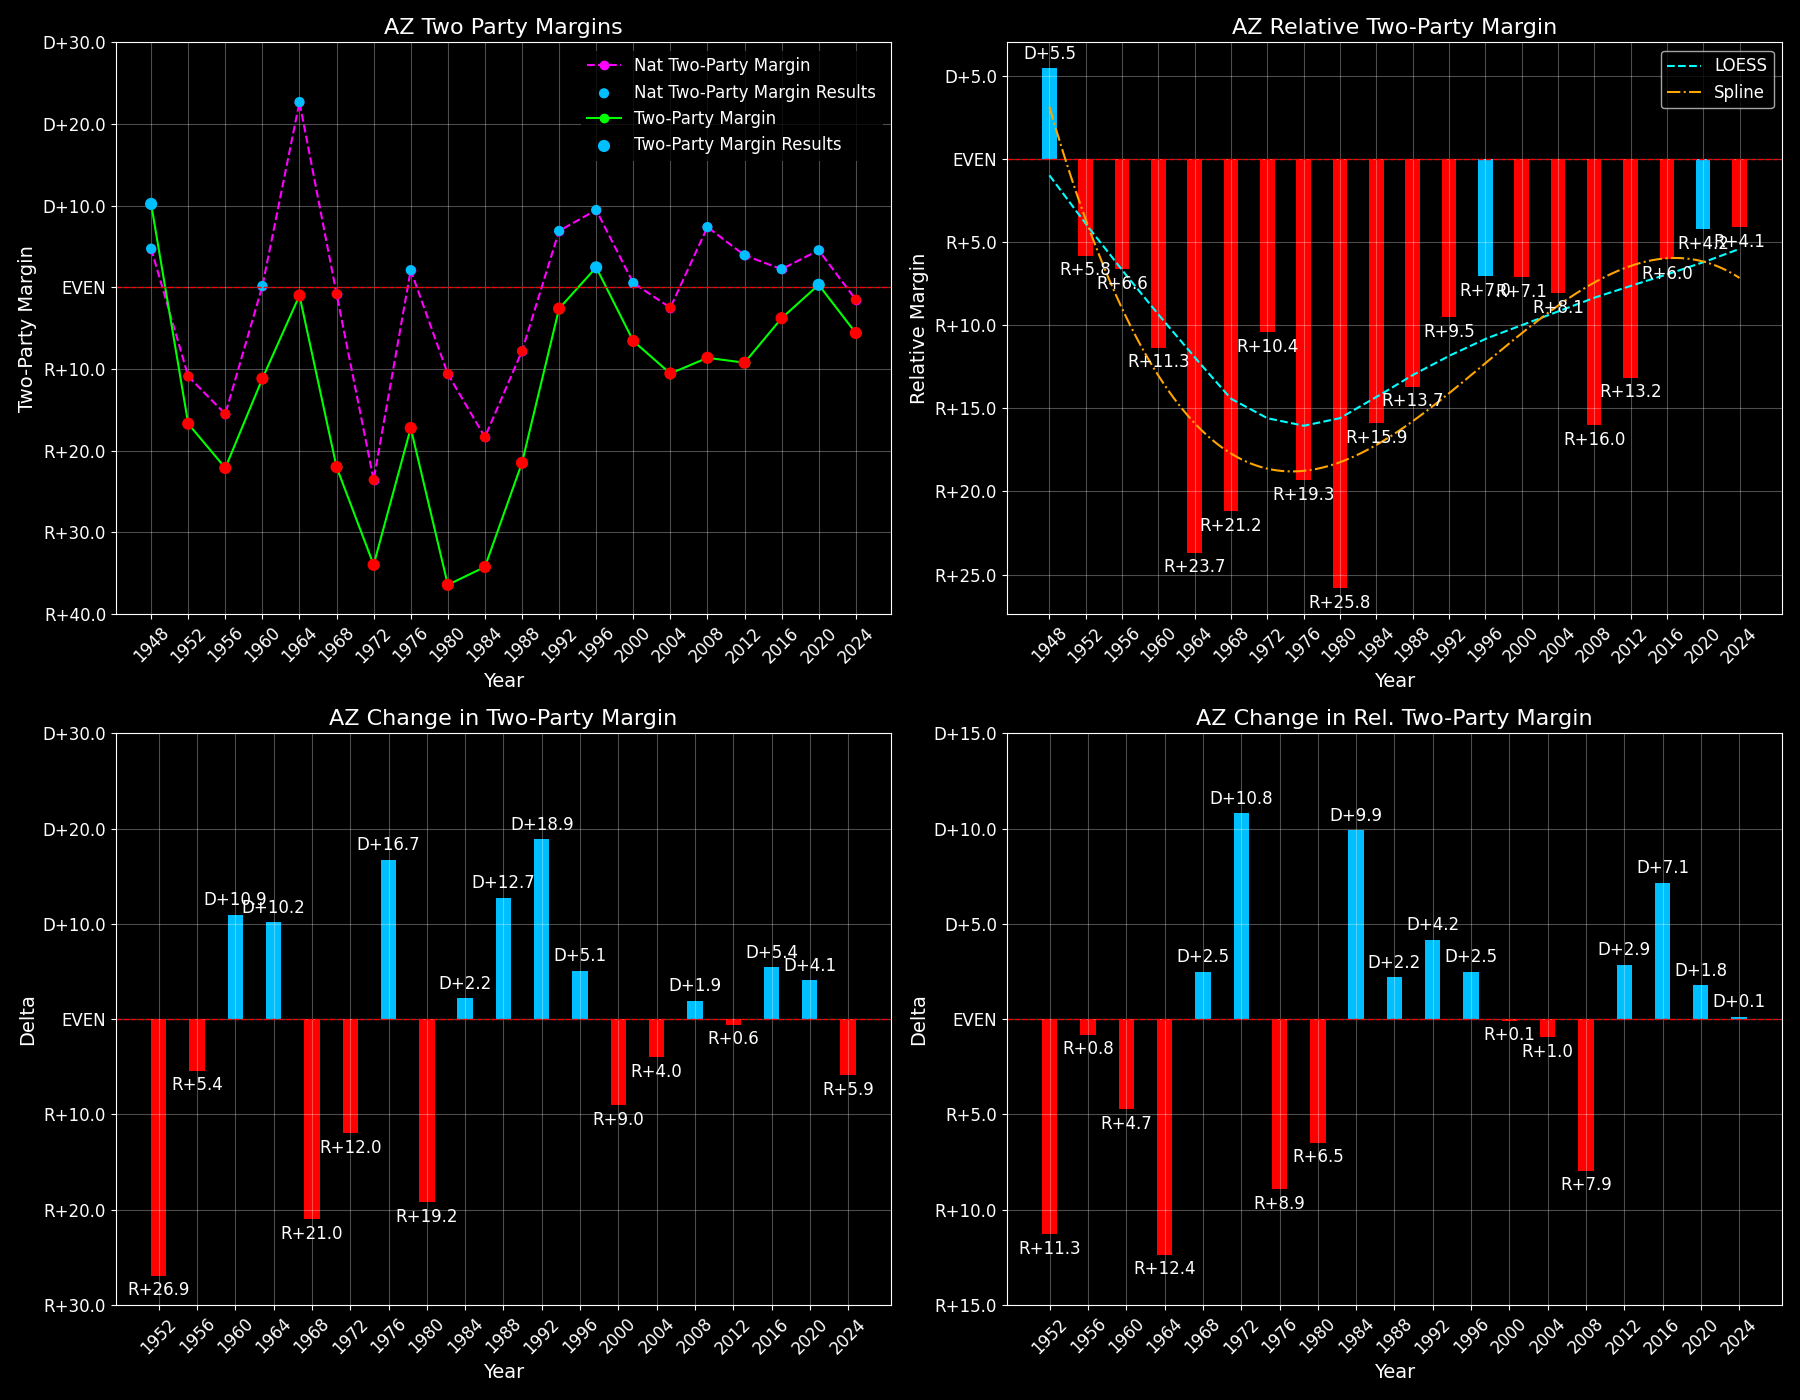 AZ Two Party Margins
D+30.0
D+20.0
D+10.0
EVEN
R+10.0
R+20.0
R+30.0
R+40.0
Two-Party Margin
Nat Two-Party Margin
Nat Two-Party Margin Results
Two-Party Margin
Two-Party Margin Results
1948 1952 1956 1960 1964 1968 1972 1976 1980 1984 1988 1992 1996 2000 2004 2008 2012 2016 2020 2024
Year
AZ Relative Two-Party Margin
D+5.0
EVEN
R+5.0
R+10.0
R+15.0
R+20.0
R+25.0
Relative Margin
LOESS
Spline
D+5.5
R+5.8
R+6.6
R+11.3
R+23.7
R+21.2
R+10.4
R+19.3
R+25.8
R+15.9
R+13.7
R+9.5
R+7.0
R+7.1
R+8.1
R+16.0
R+13.2
R+6.0
R+4.2
R+4.1
1948 1952 1956 1960 1964 1968 1972 1976 1980 1984 1988 1992 1996 2000 2004 2008 2012 2016 2020 2024
Year
AZ Change in Two-Party Margin
D+30.0
D+20.0
D+10.0
EVEN
R+10.0
R+20.0
R+30.0
Delta
R+26.9
R+5.4
D+10.9
D+10.2
R+21.0
R+12.0
D+16.7
R+19.2
D+2.2
D+12.7
D+18.9
D+5.1
R+9.0
R+4.0
D+1.9
R+0.6
D+5.4
D+4.1
R+5.9
1952 1956 1960 1964 1968 1972 1976 1980 1984 1988 1992 1996 2000 2004 2008 2012 2016 2020 2024
Year
AZ Change in Rel. Two-Party Margin
D+15.0
D+10.0
D+5.0
EVEN
R+5.0
R+10.0
R+15.0
Delta
R+11.3
R+0.8
R+4.7
R+12.4
D+2.5
D+10.8
R+8.9
R+6.5
D+9.9
D+2.2
D+4.2
D+2.5
R+0.1
R+1.0
R+7.9
D+2.9
D+7.1
D+1.8
D+0.1
1952 1956 1960 1964 1968 1972 1976 1980 1984 1988 1992 1996 2000 2004 2008 2012 2016 2020 2024
Year